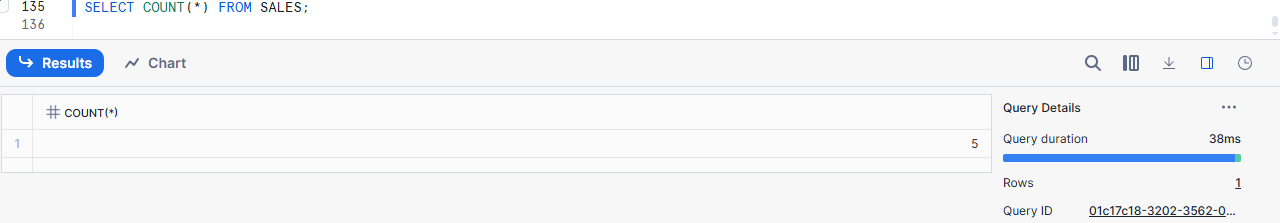 135 SELECT COUNT(*) FROM SALES;
136
Results Chart
COUNT(*)
1 5
Query Details ...
Query duration 38ms
Rows 1
Query ID 01c17c18-3202-3562-0...